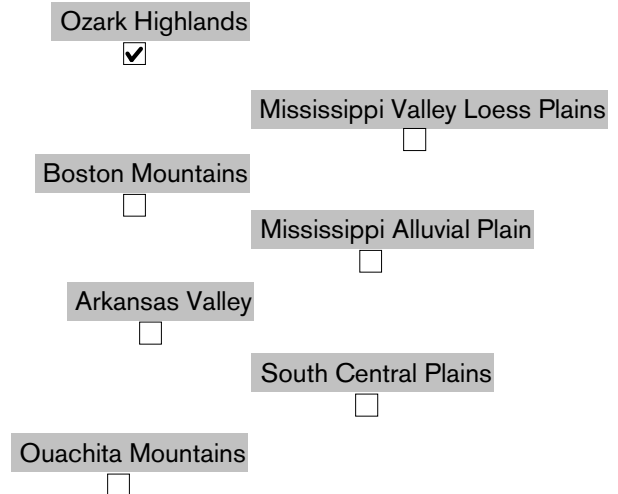 Ozark Highlands
Mississippi Valley Loess Plains
Boston Mountains
Mississippi Alluvial Plain
Arkansas Valley
South Central Plains
Ouachita Mountains